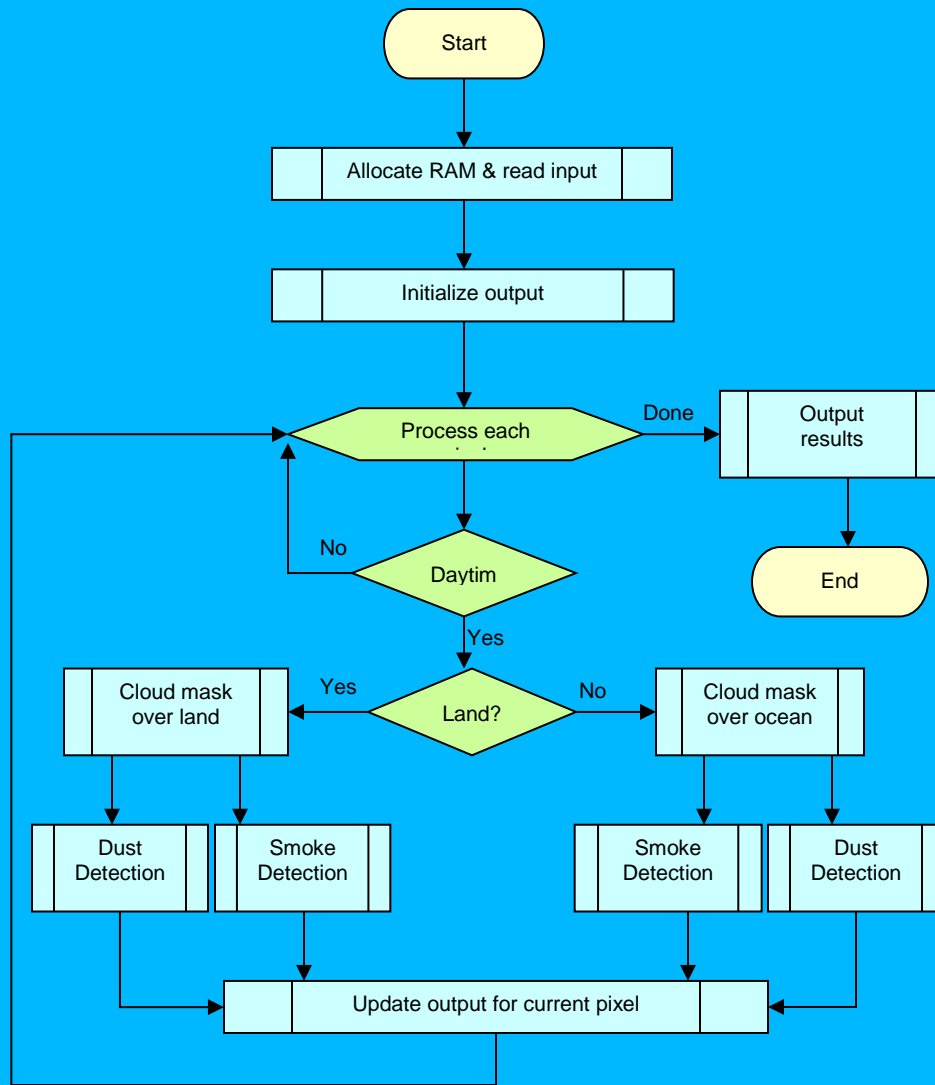 Start
Allocate RAM & read input
Initialize output
Process each
Done
Output
results
No
Daytim
End
Yes
Cloud mask
over land
Yes
Land?
No
Cloud mask
over ocean
Dust
Detection
Smoke
Detection
Smoke
Detection
Dust
Detection
Update output for current pixel